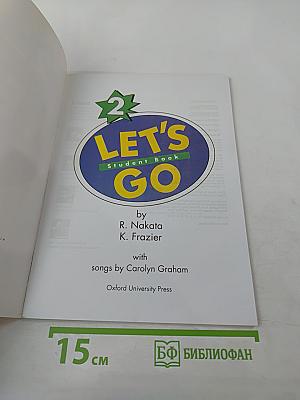 2
LET'S
Student Book
GO
by
R. Nakata
K. Frazier
with
songs by Carolyn Graham
Oxford University Press
15 см
БФ БИБЛИОФАН